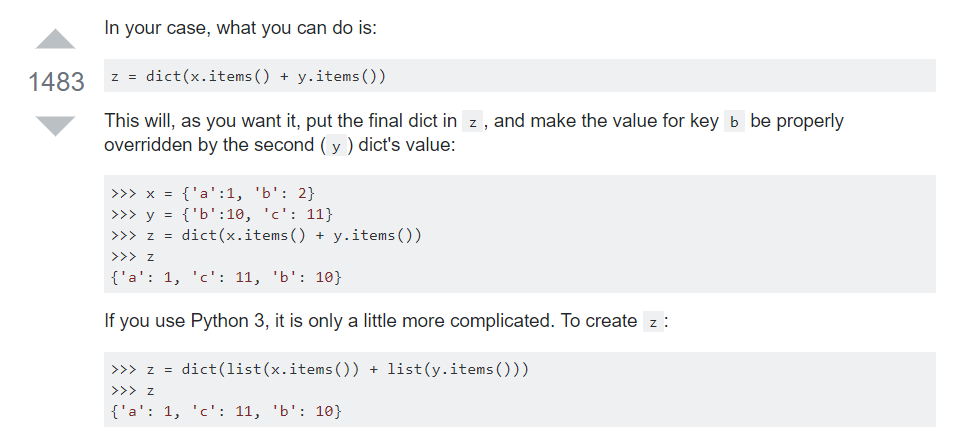 In your case, what you can do is:
1483
z = dict(x.items() + y.items())
This will, as you want it, put the final dict in z , and make the value for key b be properly
overridden by the second ( y ) dict's value:
>>> x = {'a':1, 'b': 2}
>>> y = {'b':10, 'c': 11}
>>> z = dict(x.items() + y.items())
>>> z
{'a': 1, 'c': 11, 'b': 10}
If you use Python 3, it is only a little more complicated. To create z :
>>> z = dict(list(x.items()) + list(y.items()))
>>> z
{'a': 1, 'c': 11, 'b': 10}